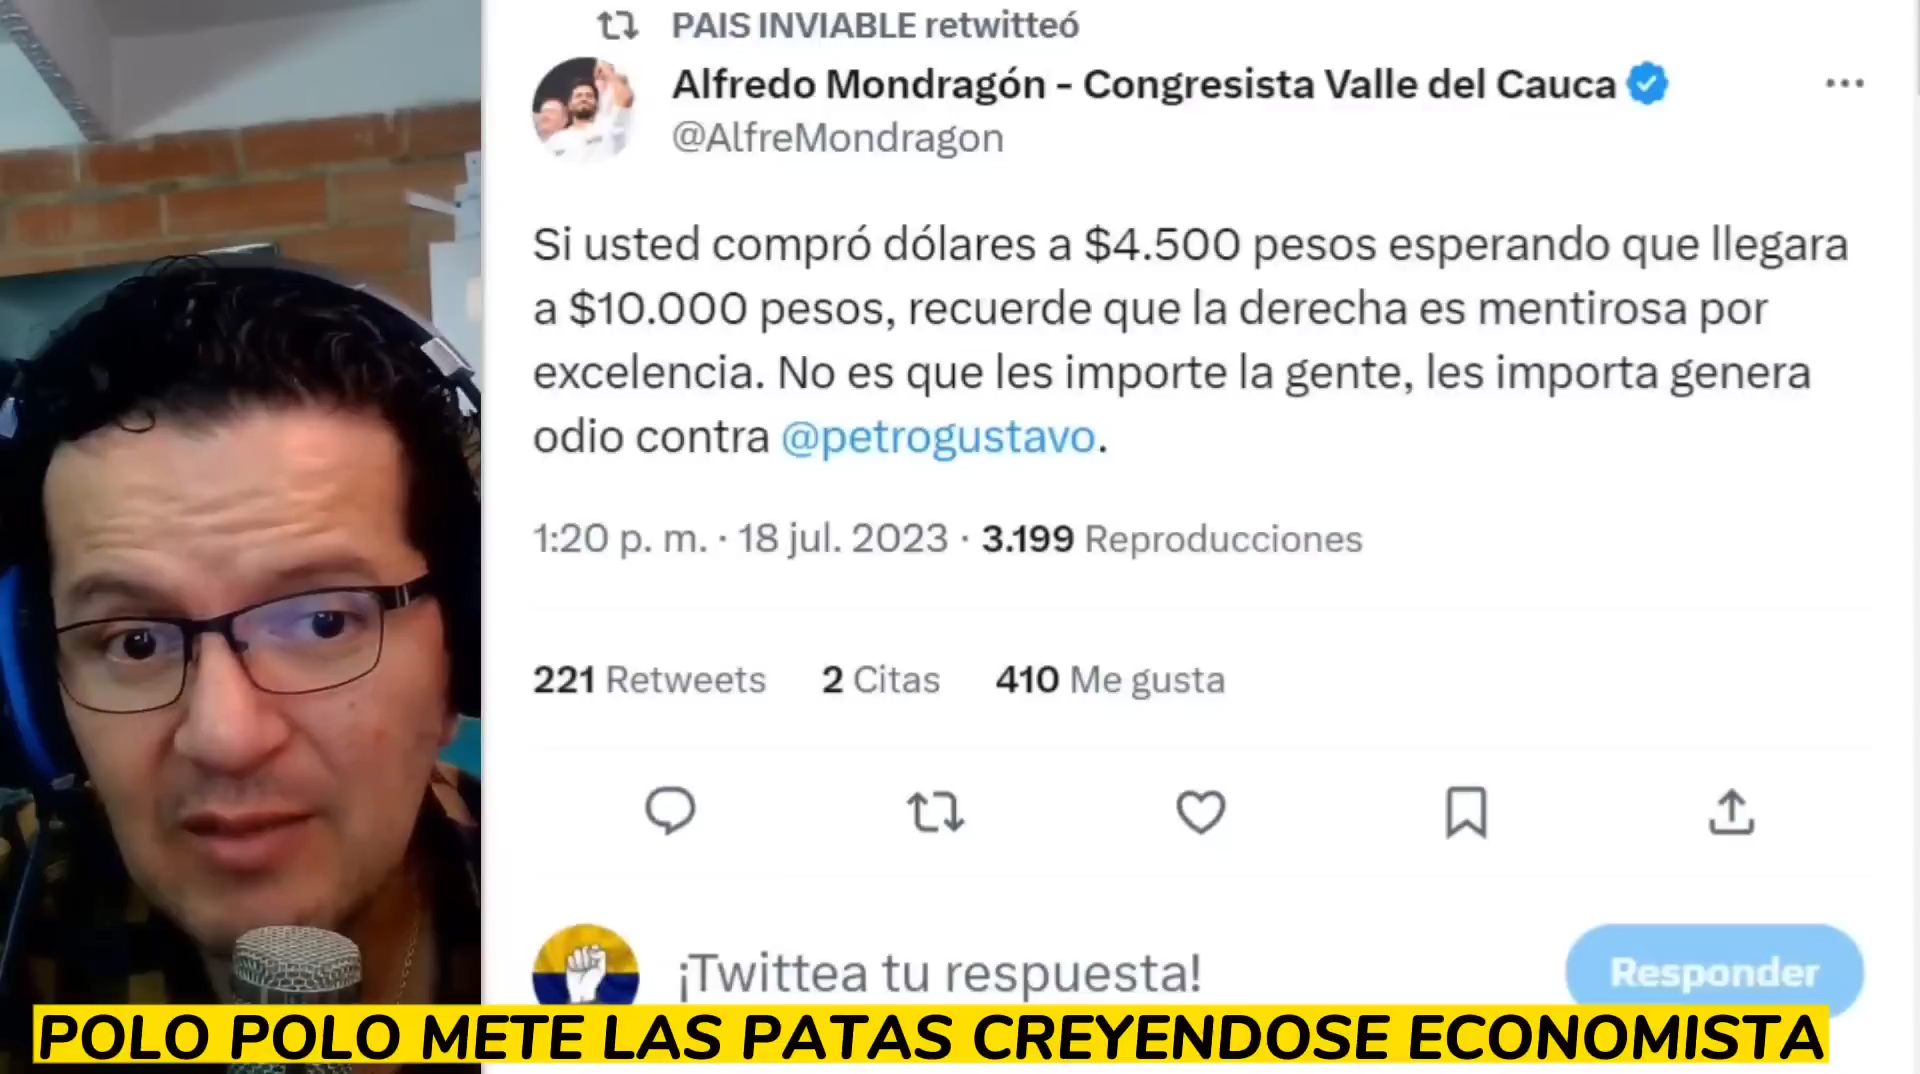 PAIS INVIABLE retwitteó
Alfredo Mondragón - Congresista Valle del Cauca
@AlfreMondragon
Si usted compró dólares a $4.500 pesos esperando que llegara
a $10.000 pesos, recuerde que la derecha es mentirosa por
excelencia. No es que les importe la gente, les importa genera
odio contra @petrogustavo.
1:20 p. m. · 18 jul. 2023 · 3.199 Reproducciones
221 Retweets 2 Citas 410 Me gusta
¡Twittea tu respuesta!
Responder
POLO POLO METE LAS PATAS CREYENDOSE ECONOMISTA